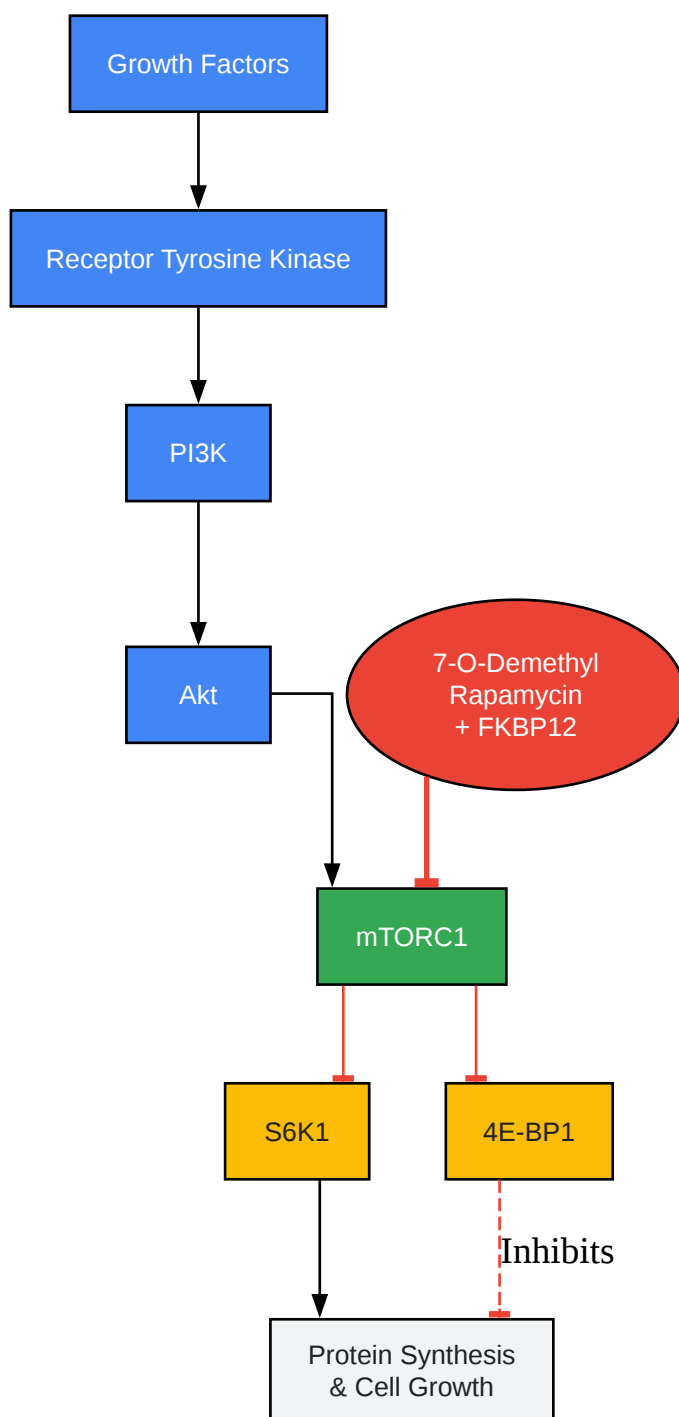 Growth Factors
Receptor Tyrosine Kinase
PI3K
Akt
7-O-Demethyl
Rapamycin
+ FKBP12
mTORC1
S6K1
4E-BP1
Inhibits
Protein Synthesis
& Cell Growth